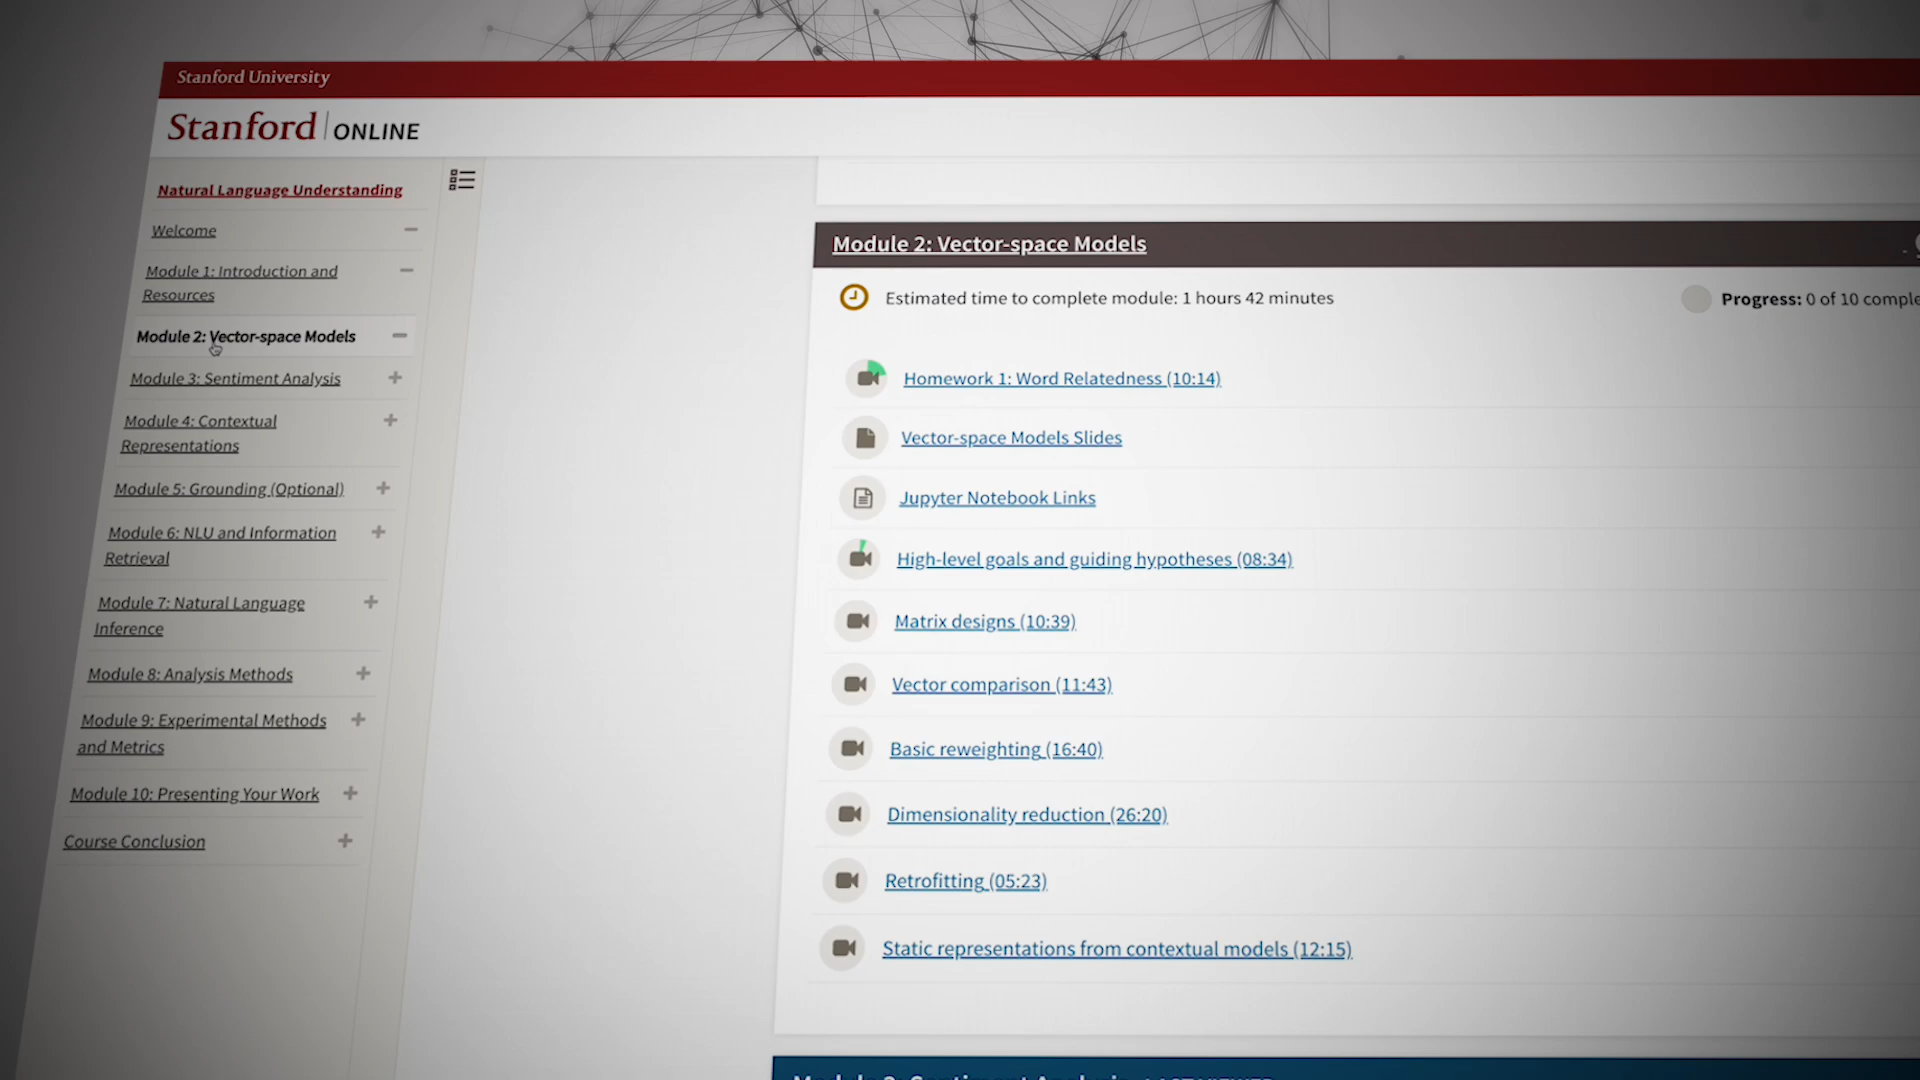 Stanford University
Stanford | ONLINE
Natural Language Understanding
Welcome
Module 1: Introduction and
Resources
Module 2: Vector-space Models
Module 3: Sentiment Analysis
Module 4: Contextual
Representations
Module 5: Grounding (Optional)
Module 6: NLU and Information
Retrieval
Module 7: Natural Language
Inference
Module 8: Analysis Methods
Module 9: Experimental Methods
and Metrics
Module 10: Presenting Your Work
Course Conclusion
Module 2: Vector-space Models
Estimated time to complete module: 1 hours 42 minutes
Progress: 0 of 10 comple
Homework 1: Word Relatedness (10:14)
Vector-space Models Slides
Jupyter Notebook Links
High-level goals and guiding hypotheses (08:34)
Matrix designs (10:39)
Vector comparison (11:43)
Basic reweighting (16:40)
Dimensionality reduction (26:20)
Retrofitting (05:23)
Static representations from contextual models (12:15)